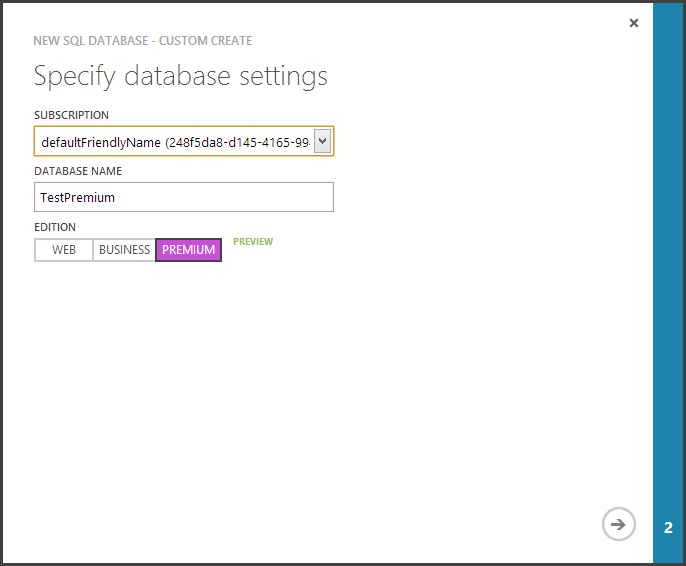 NEW SQL DATABASE - CUSTOM CREATE
Specify database settings
SUBSCRIPTION
defaultFriendlyName (248f5da8-d145-4165-99
DATABASE NAME
TestPremium
EDITION
WEB BUSINESS PREMIUM PREVIEW
2